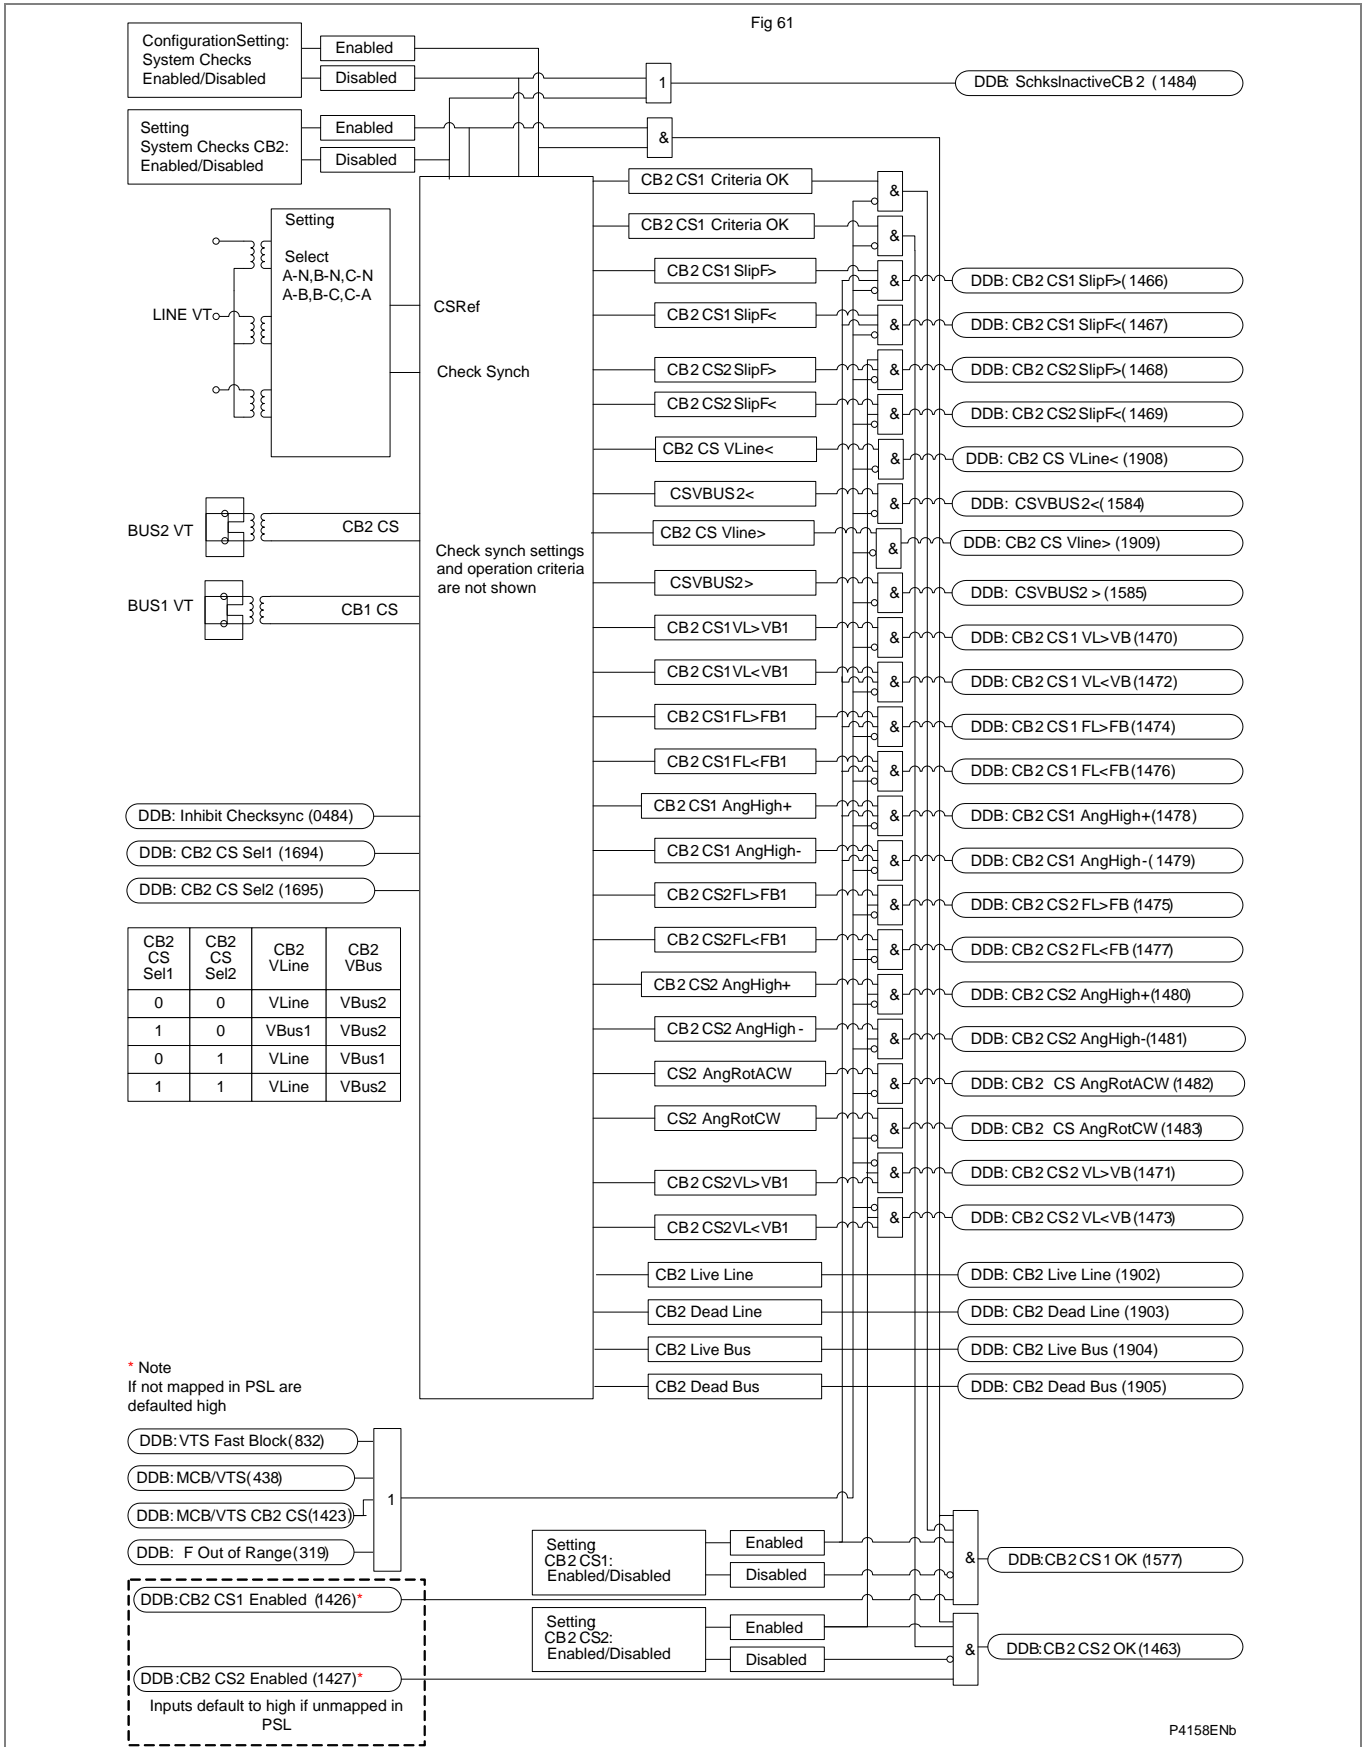 Fig 61
ConfigurationSetting:
System Checks
Enabled/Disabled
Enabled
Disabled
1
DDB: SchksInactiveCB 2 (1484)
Setting
System Checks CB2:
Enabled/Disabled
Enabled
Disabled
&
CB2 CS1 Criteria OK
&
CB2 CS1 Criteria OK
&
Setting
Select
A-N,B-N,C-N
A-B,B-C,C-A
LINE VT
CSRef
Check Synch
CB2 CS1 SlipF>
&
DDB: CB2 CS1 SlipF>(1466)
CB2 CS1 SlipF<
&
DDB: CB2 CS1 SlipF<(1467)
CB2 CS2 SlipF>
&
DDB: CB2 CS2 SlipF>(1468)
CB2 CS2 SlipF<
&
DDB: CB2 CS2 SlipF<(1469)
CB2 CS VLine<
&
DDB: CB2 CS VLine< (1908)
CSVBUS2<
&
DDB: CSVBUS2<(1584)
BUS2 VT
CB2 CS
CB2 CS Vline>
&
DDB: CB2 CS Vline> (1909)
Check synch settings
and operation criteria
are not shown
CSVBUS2>
&
DDB: CSVBUS2 > (1585)
BUS1 VT
CB1 CS
CB2 CS1VL>VB1
&
DDB: CB2 CS1 VL>VB (1470)
CB2 CS1VL<VB1
&
DDB: CB2 CS1 VL<VB (1472)
CB2 CS1FL>FB1
&
DDB: CB2 CS1 FL>FB (1474)
CB2 CS1FL<FB1
&
DDB: CB2 CS1 FL<FB (1476)
CB2 CS1 AngHigh+
&
DDB: CB2 CS1 AngHigh+(1478)
CB2 CS1 AngHigh-
&
DDB: CB2 CS1 AngHigh-(1479)
CB2 CS2FL>FB1
&
DDB: CB2 CS2 FL>FB (1475)
CB2 CS2FL<FB1
&
DDB: CB2 CS2 FL<FB (1477)
CB2 CS2 AngHigh+
&
DDB: CB2 CS2 AngHigh+(1480)
CB2 CS2 AngHigh -
&
DDB: CB2 CS2 AngHigh-(1481)
CS2 AngRotACW
&
DDB: CB2 CS AngRotACW (1482)
CS2 AngRotCW
&
DDB: CB2 CS AngRotCW (1483)
CB2 CS2VL>VB1
&
DDB: CB2 CS2 VL>VB (1471)
CB2 CS2VL<VB1
&
DDB: CB2 CS2 VL<VB (1473)
CB2 Live Line
DDB: CB2 Live Line (1902)
CB2 Dead Line
DDB: CB2 Dead Line (1903)
CB2 Live Bus
DDB: CB2 Live Bus (1904)
CB2 Dead Bus
DDB: CB2 Dead Bus (1905)
DDB: Inhibit Checksync (0484)
DDB: CB2 CS Sel1 (1694)
DDB: CB2 CS Sel2 (1695)
CB2 CS Sel1 CB2 CS Sel2 CB2 VLine CB2 VBus
0 0 VLine VBus2
1 0 VBus1 VBus2
0 1 VLine VBus1
1 1 VLine VBus2
* Note
If not mapped in PSL are
defaulted high
DDB: VTS Fast Block(832)
DDB: MCB/VTS(438)
DDB: MCB/VTS CB2 CS(1423)
DDB: F Out of Range(319)
1
Setting
CB2 CS1:
Enabled/Disabled
Enabled
Disabled
&
DDB:CB2 CS1 OK (1577)
DDB:CB2 CS1 Enabled (1426)*
Setting
CB2 CS2:
Enabled/Disabled
Enabled
Disabled
&
DDB:CB2 CS2 OK (1463)
DDB:CB2 CS2 Enabled (1427)*
Inputs default to high if unmapped in
PSL
P4158ENb